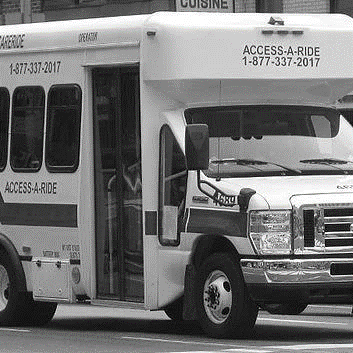 CUISINE
CARERIDE
OPERATOR
1-877-337-2017
ACCESS-A-RIDE
1-877-337-2017
ACCESS-A-RIDE